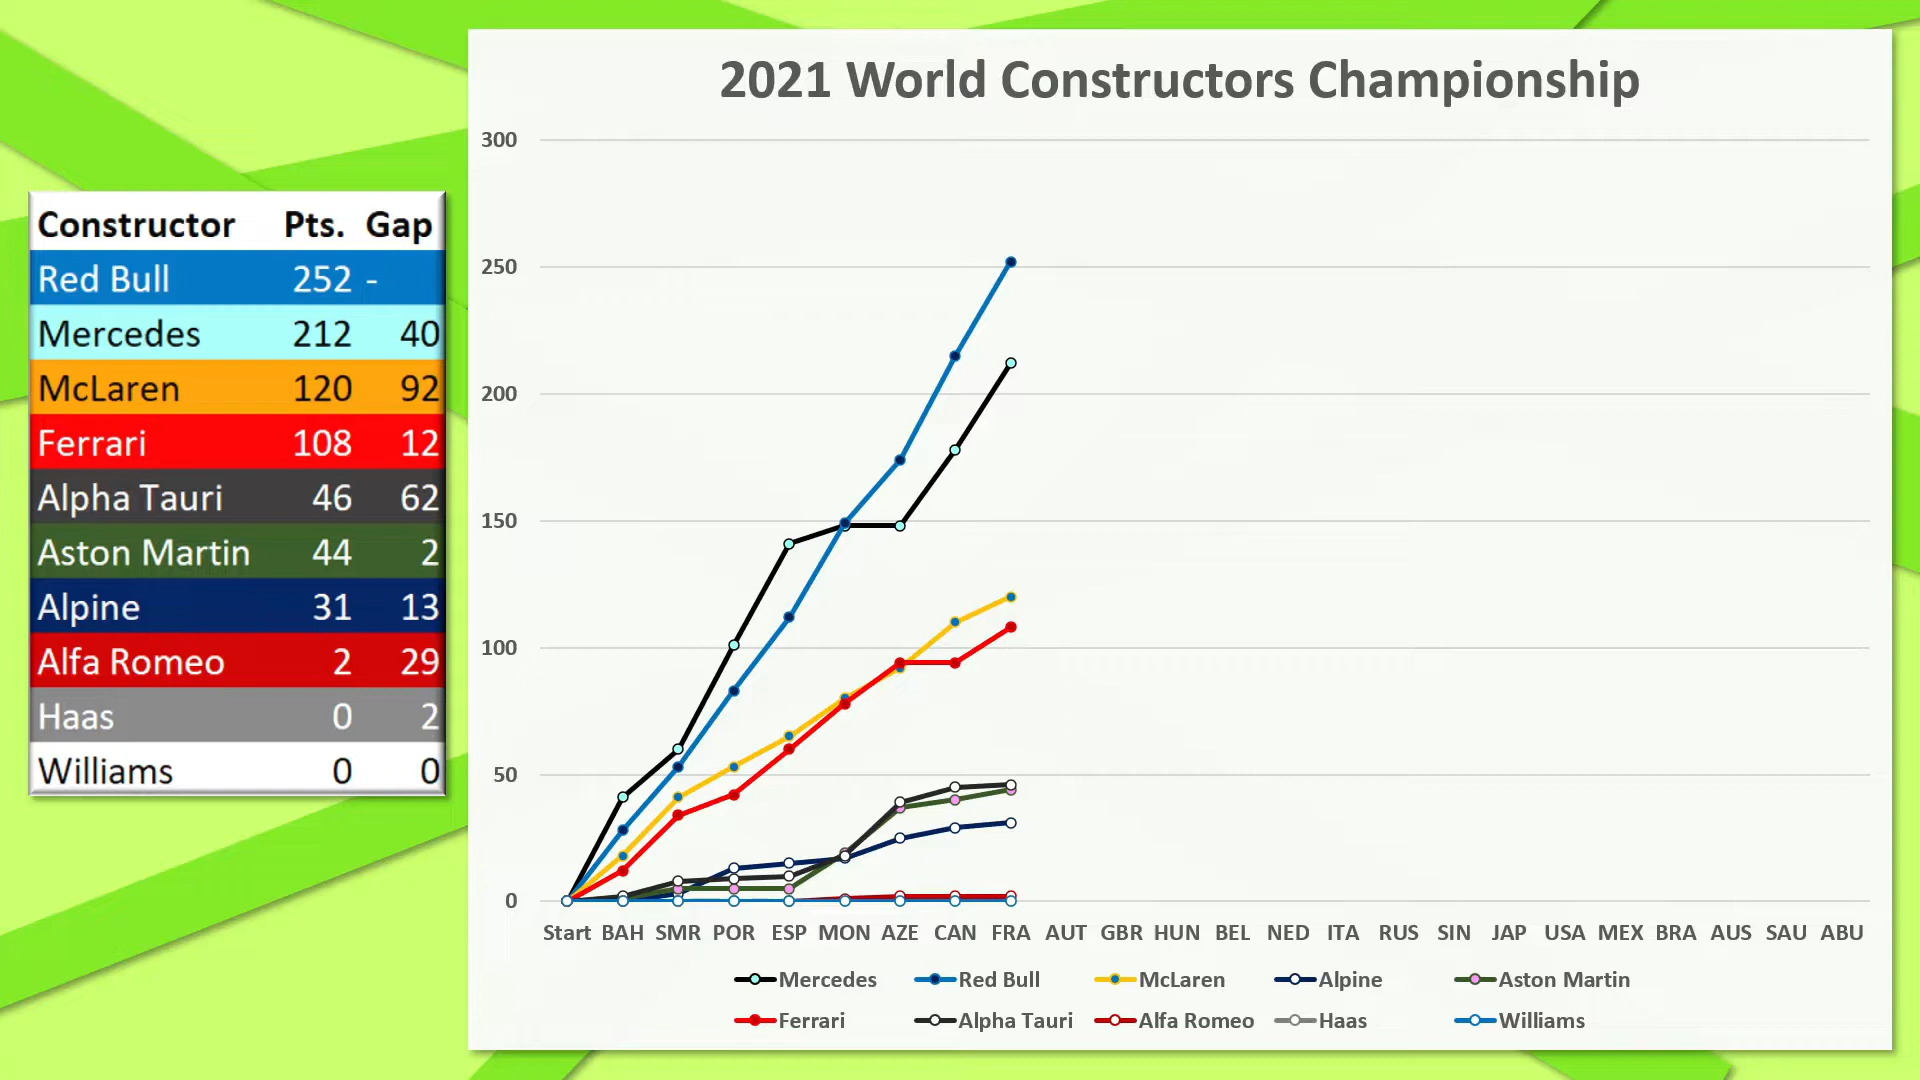 2021 World Constructors Championship
Constructor Pts. Gap
Red Bull 252 -
Mercedes 212 40
McLaren 120 92
Ferrari 108 12
Alpha Tauri 46 62
Aston Martin 44 2
Alpine 31 13
Alfa Romeo 2 29
Haas 0 2
Williams 0 0
300
250
200
150
100
50
0
Start BAH SMR POR ESP MON AZE CAN FRA AUT GBR HUN BEL NED ITA RUS SIN JAP USA MEX BRA AUS SAU ABU
Mercedes Red Bull McLaren Alpine Aston Martin
Ferrari Alpha Tauri Alfa Romeo Haas Williams